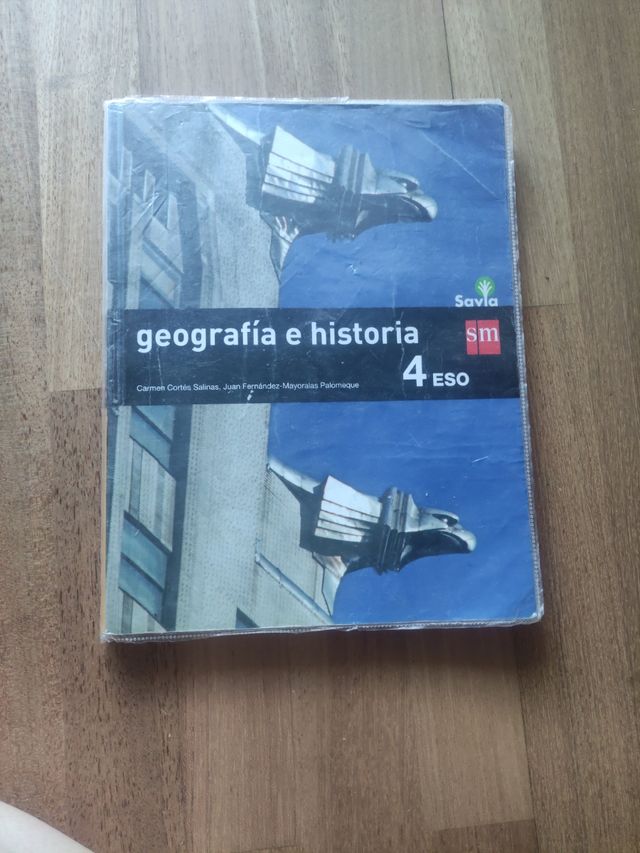 Savia
geografía e historia
sm
4 ESO
Carmen Cortés Salinas, Juan Fernández-Mayoralas Palomeque